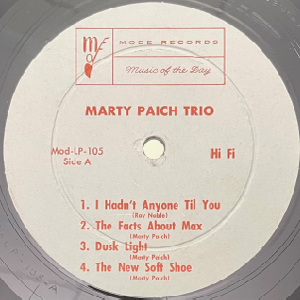 mf
MODE RECORDS
Music of the Day
MARTY PAICH TRIO
Mod-LP-105
Side A
Hi Fi
1. I Hadn't Anyone Til You
(Ray Noble)
2. The Facts About Max
(Marty Paich)
3. Dusk Light
(Marty Paich)
4. The New Soft Shoe
(Marty Paich)